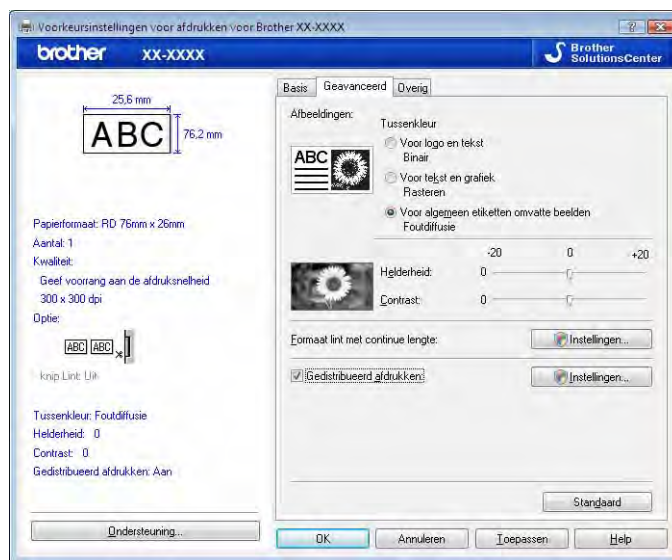 Voorkeursinstellingen voor afdrukken voor Brother XX-XXXX
brother XX-XXXX
Brother SolutionsCenter
25,6 mm
ABC
76,2 mm
Papierformaat: RD 76mm x 26mm
Aantal: 1
Kwaliteit:
Geef voorrang aan de afdruksnelheid
300 x 300 dpi
Optie:
ABC ABC
knip Lint: Uit
Tussenkleur: Foutdiffusie
Helderheid: 0
Contrast: 0
Gedistribueerd afdrukken: Aan
Ondersteuning...
Basis Geavanceerd Overig
Afbeeldingen:
ABC
Tussenkleur
Voor logo en tekst
Binair
Voor tekst en grafiek
Rasteren
Voor algemeen etiketten omvatte beelden
Foutdiffusie
-20 0 +20
Helderheid: 0
Contrast: 0
Formaat lint met continue lengte: Instellingen...
Gedistribueerd afdrukken: Instellingen...
Standaard
OK Annuleren Toepassen Help